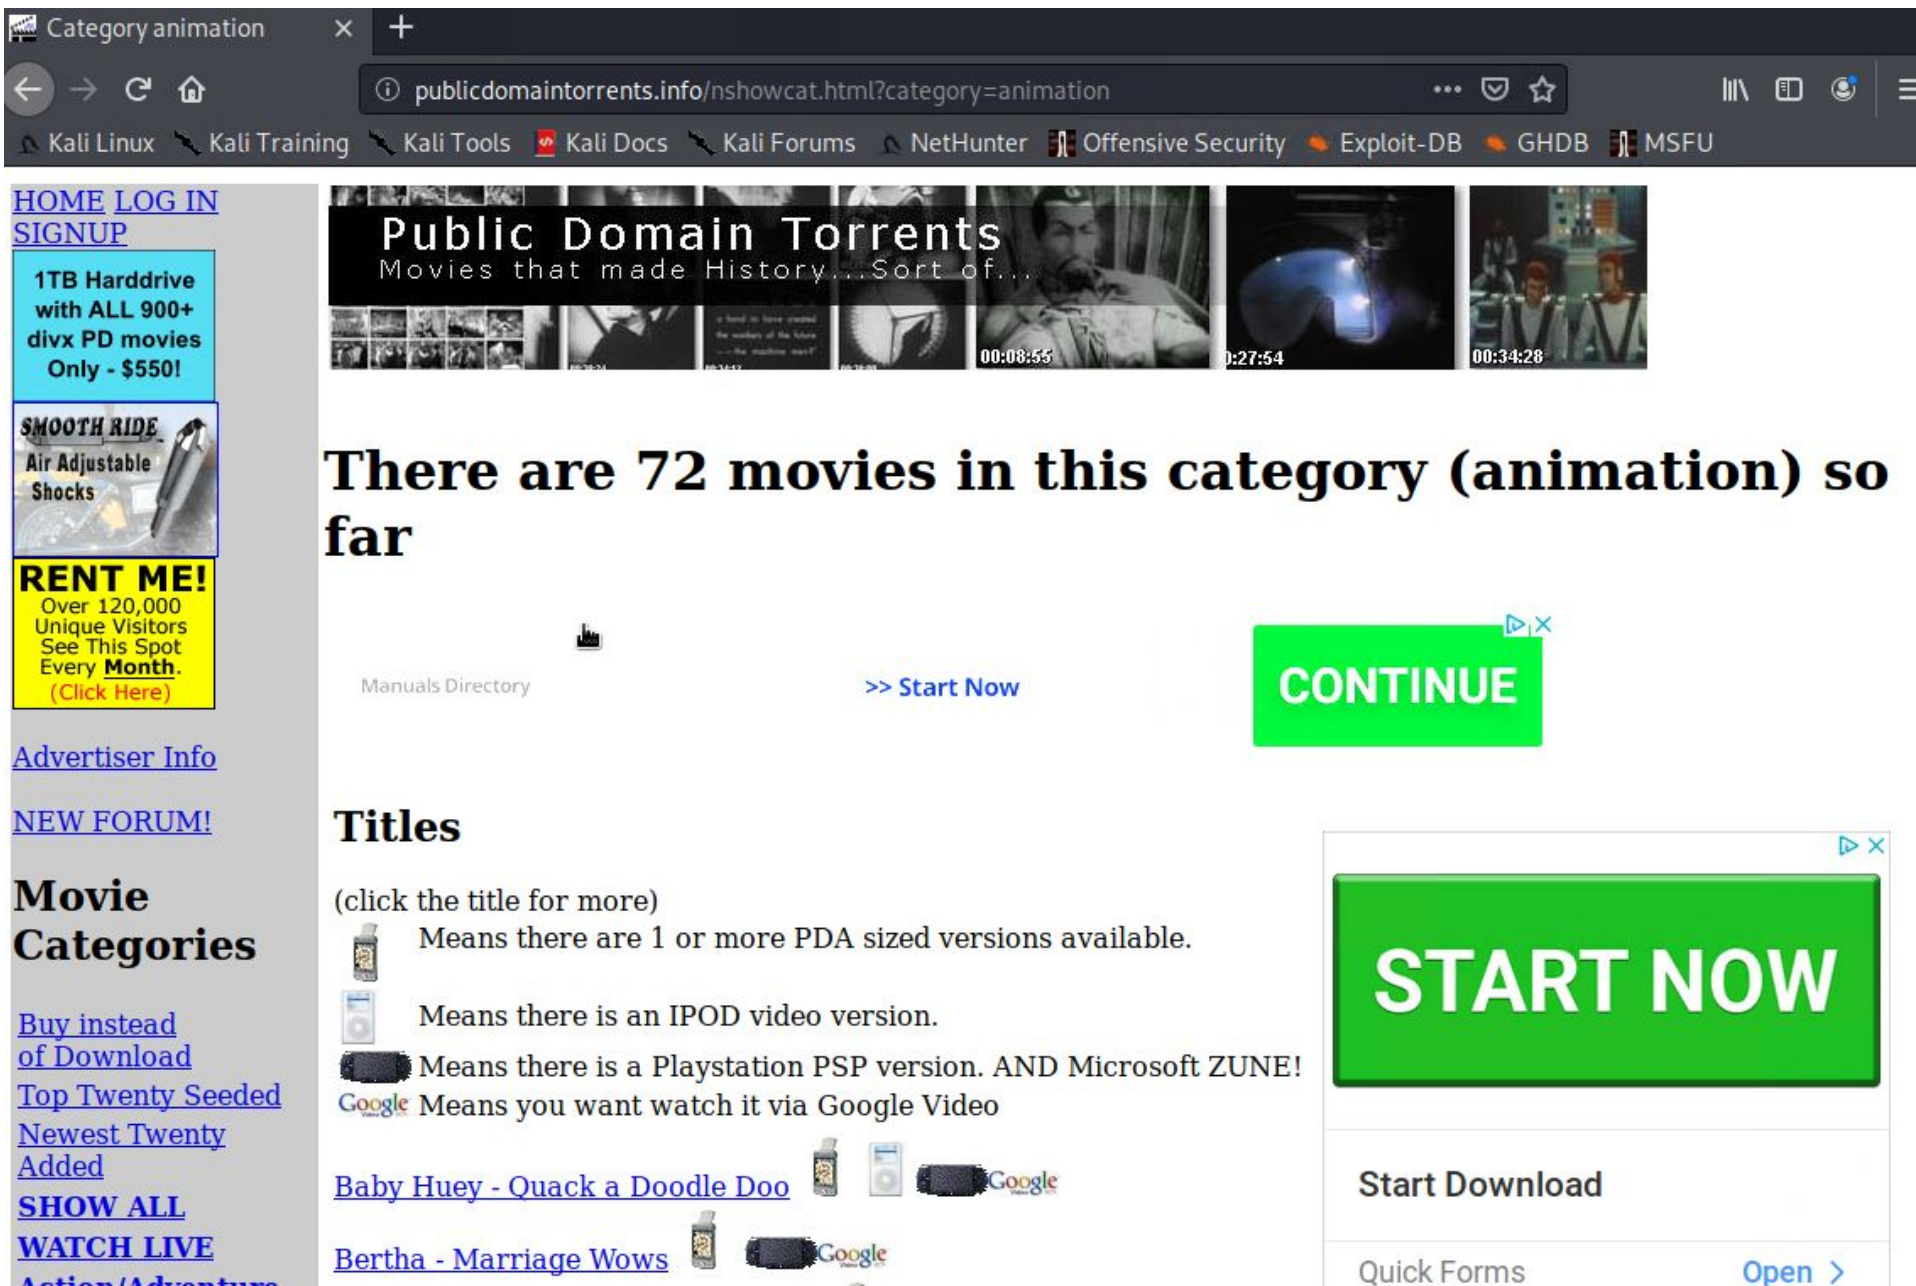 Category animation
publicdomaintorrents.info/nshowcat.html?category=animation
Kali Linux Kali Training Kali Tools Kali Docs Kali Forums NetHunter Offensive Security Exploit-DB GHDB MSFU
HOME LOG IN
SIGNUP
1TB Harddrive
with ALL 900+
divx PD movies
Only - $550!
SMOOTH RIDE
Air Adjustable
Shocks
RENT ME!
Over 120,000
Unique Visitors
See This Spot
Every Month.
(Click Here)
Advertiser Info
NEW FORUM!
Movie
Categories
Buy instead
of Download
Top Twenty Seeded
Newest Twenty
Added
SHOW ALL
WATCH LIVE
Action/Adventure
Public Domain Torrents
Movies that made History...Sort of...
00:08:55
0:27:54
00:34:28
There are 72 movies in this category (animation) so
far
Manuals Directory
>> Start Now
CONTINUE
Titles
(click the title for more)
Means there are 1 or more PDA sized versions available.
Means there is an IPOD video version.
Means there is a Playstation PSP version. AND Microsoft ZUNE!
Google Means you want watch it via Google Video
Baby Huey - Quack a Doodle Doo Google
Bertha - Marriage Wows Google
START NOW
Start Download
Quick Forms
Open >